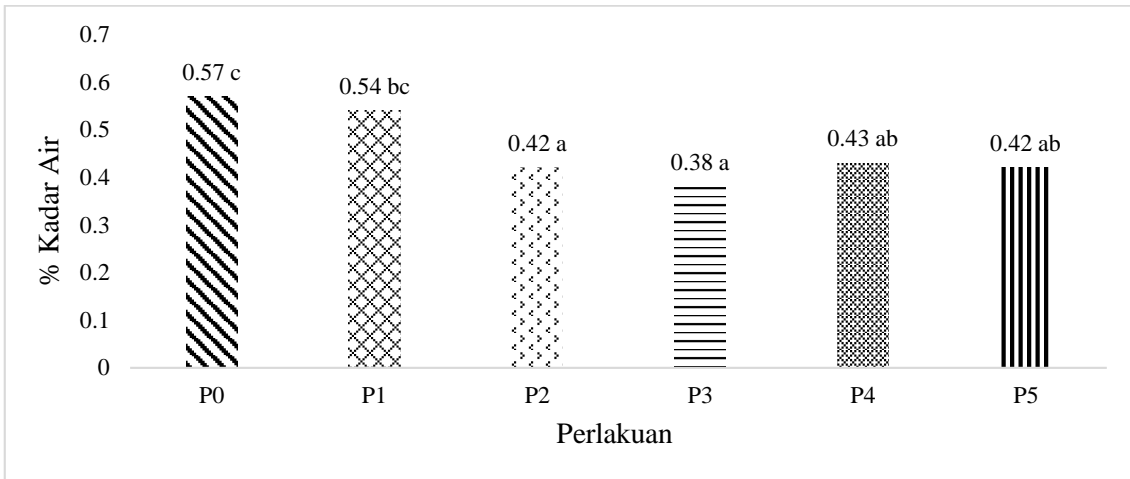 0.7
0.6
0.5
0.4
0.3
0.2
0.1
0
% Kadar Air
0.57 c
0.54 bc
0.42 a
0.38 a
0.43 ab
0.42 ab
P0
P1
P2
P3
P4
P5
Perlakuan